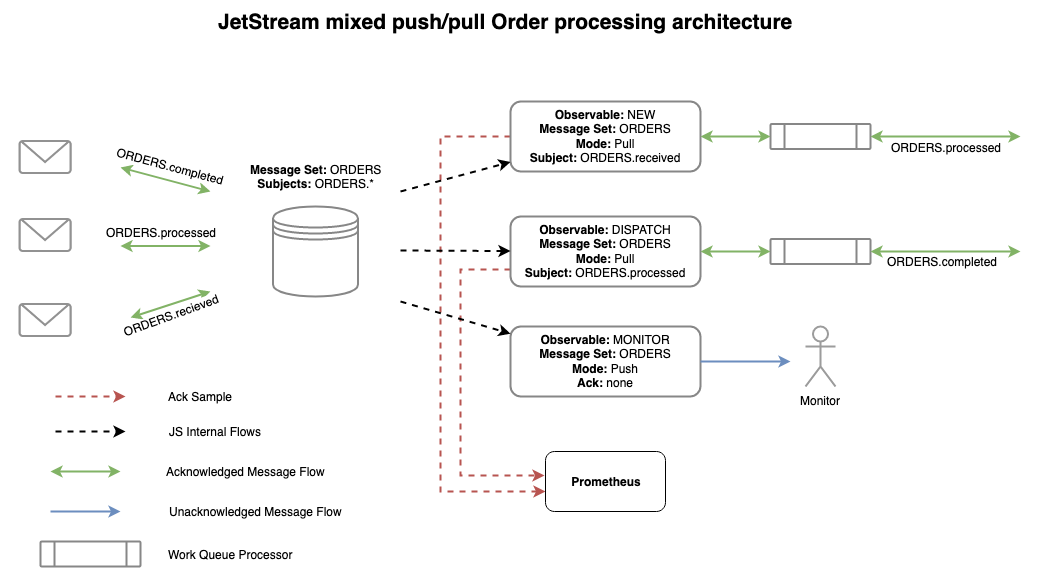 JetStream mixed push/pull Order processing architecture
ORDERS.completed
ORDERS.processed
ORDERS.recieved
Message Set: ORDERS
Subjects: ORDERS.*
Observable: NEW
Message Set: ORDERS
Mode: Pull
Subject: ORDERS.received
ORDERS.processed
Observable: DISPATCH
Message Set: ORDERS
Mode: Pull
Subject: ORDERS.processed
ORDERS.completed
Observable: MONITOR
Message Set: ORDERS
Mode: Push
Ack: none
Monitor
Prometheus
Ack Sample
JS Internal Flows
Acknowledged Message Flow
Unacknowledged Message Flow
Work Queue Processor